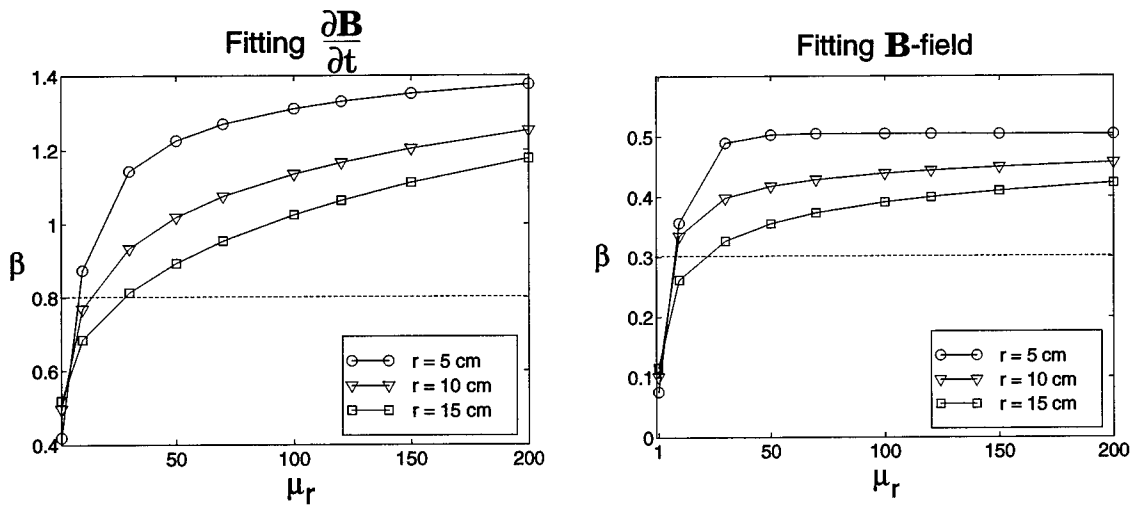 Fitting ∂B/∂t
1.4
1.2
1
β
0.8
0.6
0.4
r = 5 cm
r = 10 cm
r = 15 cm
50 100 150 200
μr
Fitting B-field
0.5
0.4
β 0.3
0.2
0.1
0
r = 5 cm
r = 10 cm
r = 15 cm
1 50 100 150 200
μr